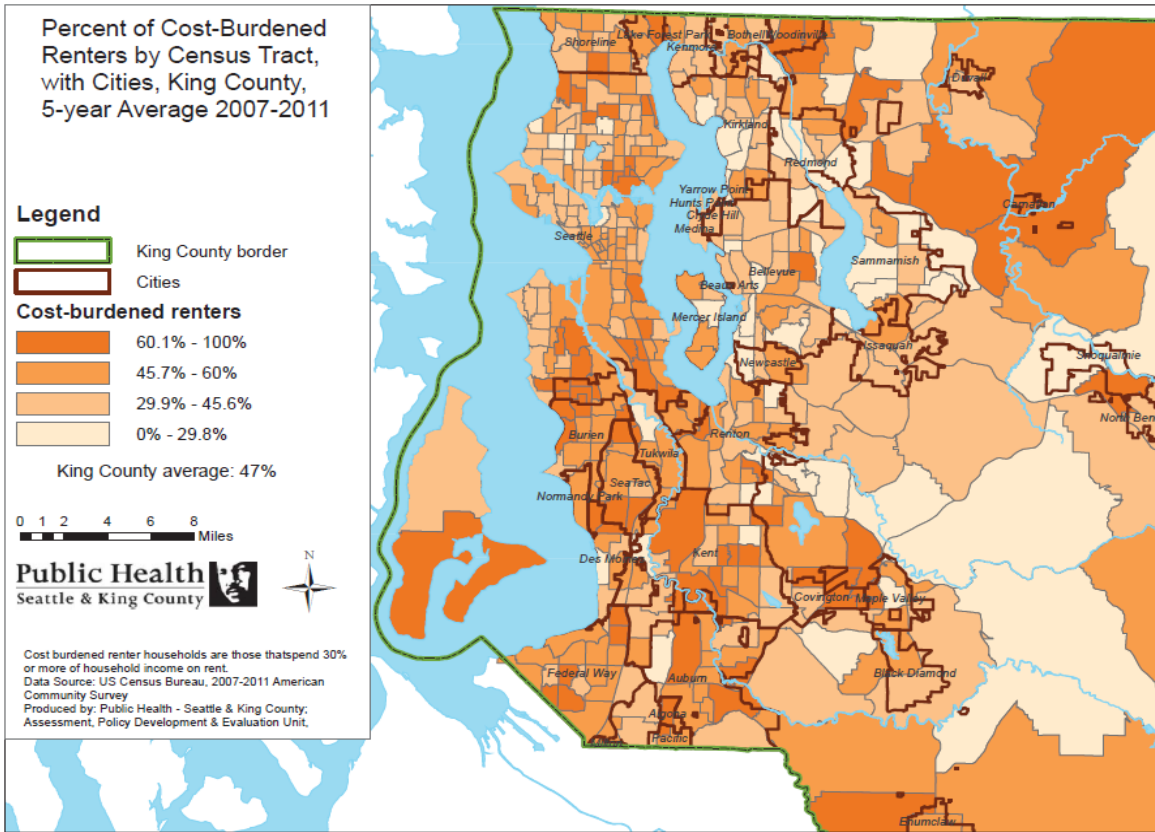 Percent of Cost-Burdened
Renters by Census Tract,
with Cities, King County,
5-year Average 2007-2011
Legend
King County border
Cities
Cost-burdened renters
60.1% - 100%
45.7% - 60%
29.9% - 45.6%
0% - 29.8%
King County average: 47%
0 1 2 4 6 8
Miles
Public Health
Seattle & King County
N
Cost burdened renter households are those thatspend 30%
or more of household income on rent.
Data Source: US Census Bureau, 2007-2011 American
Community Survey
Produced by: Public Health - Seattle & King County;
Assessment, Policy Development & Evaluation Unit,
Shoreline
Lake Forest Park
Kenmore
Bothell
Woodinville
Duvall
Kirkland
Redmond
Yarrow Point
Hunts Point
Clyde Hill
Medina
Carnation
Seattle
Sammamish
Bellevue
Beaux Arts
Mercer Island
Issaquah
Newcastle
Snoqualmie
North Ben
Burien
Renton
Tukwila
SeaTac
Normandy Park
Des Moines
Kent
Covington
Maple Valley
Federal Way
Auburn
Black Diamond
Algona
Pacific
Enumclaw